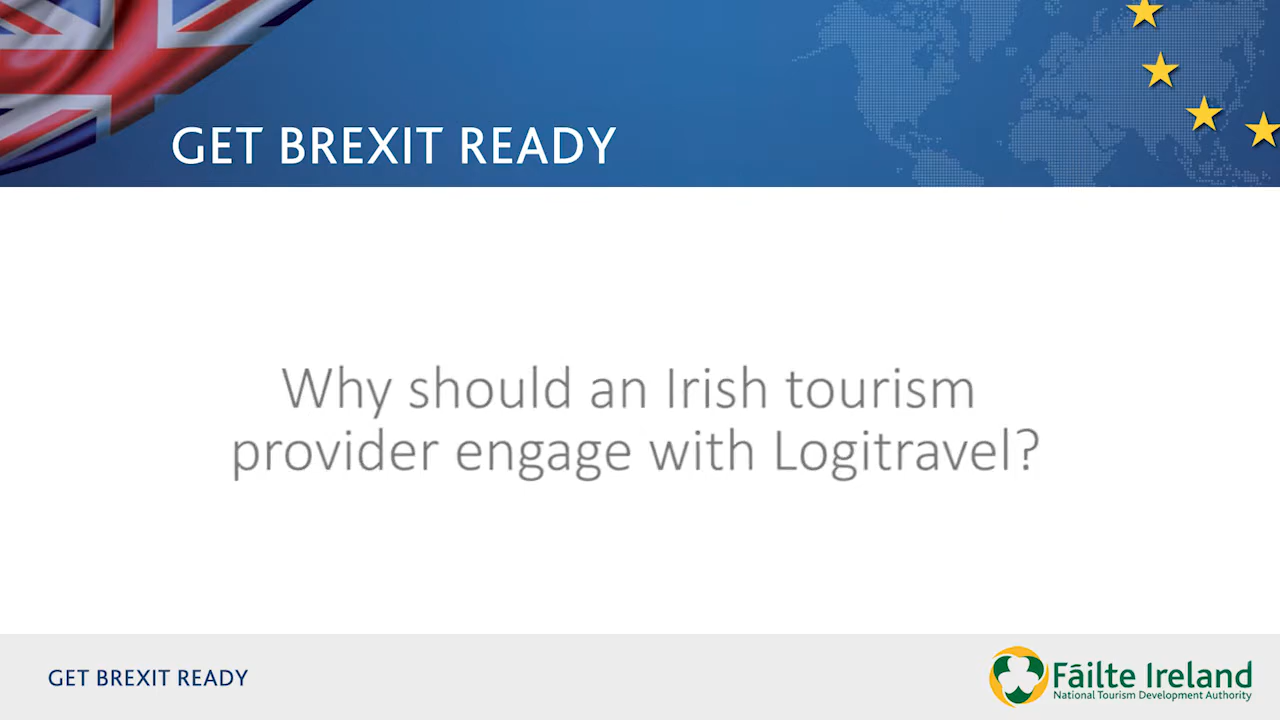 GET BREXIT READY
Why should an Irish tourism
provider engage with Logitravel?
GET BREXIT READY
Fáilte Ireland
National Tourism Development Authority